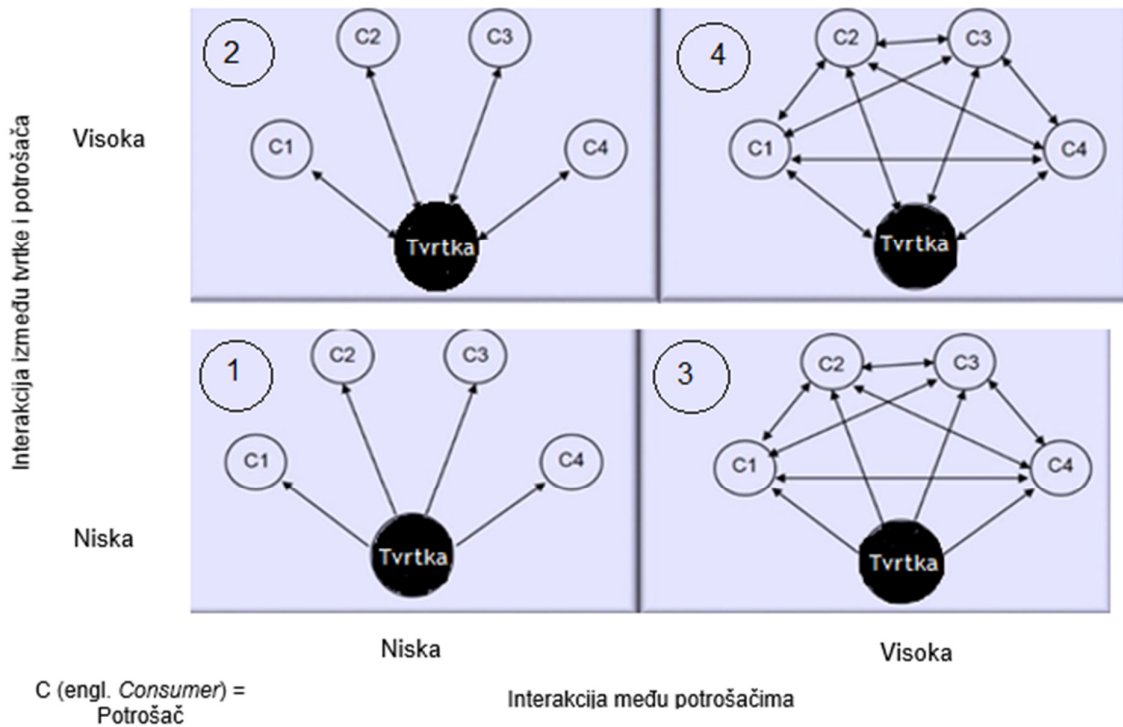 2
C2
C3
C1
C4
Tvrtka
4
C2
C3
C1
C4
Tvrtka
Visoka
Interakcija između tvrtke i potrošača
1
C2
C3
C1
C4
Tvrtka
3
C2
C3
C1
C4
Tvrtka
Niska
Niska
Visoka
C (engl. Consumer) =
Potrošač
Interakcija među potrošačima